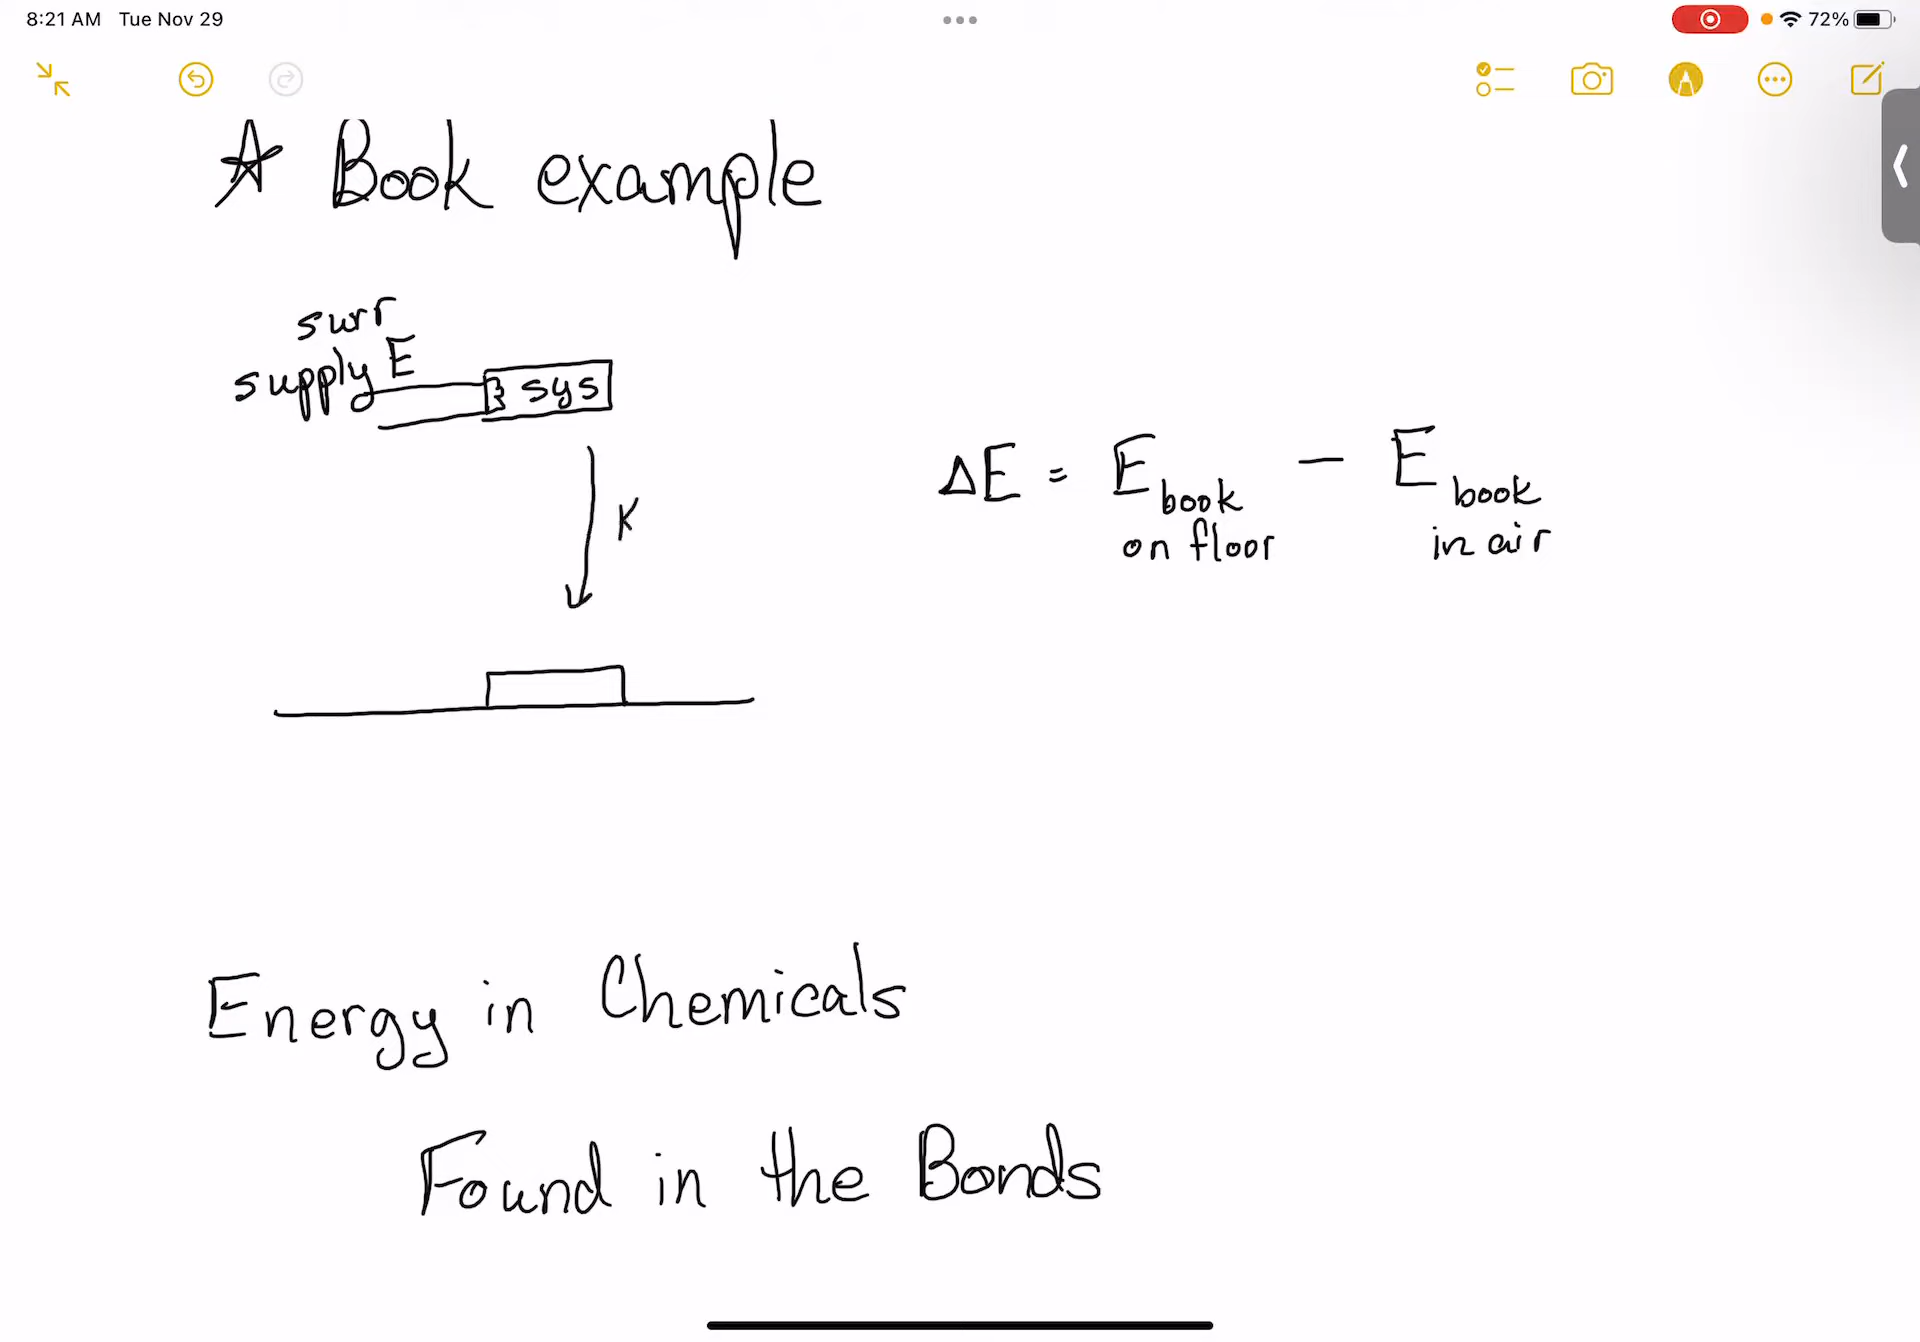 8:21 AM Tue Nov 29
72%
☆ Book example
surr
supply E
sys
K
ΔE = E book on floor − E book in air
Energy in Chemicals
Found in the Bonds